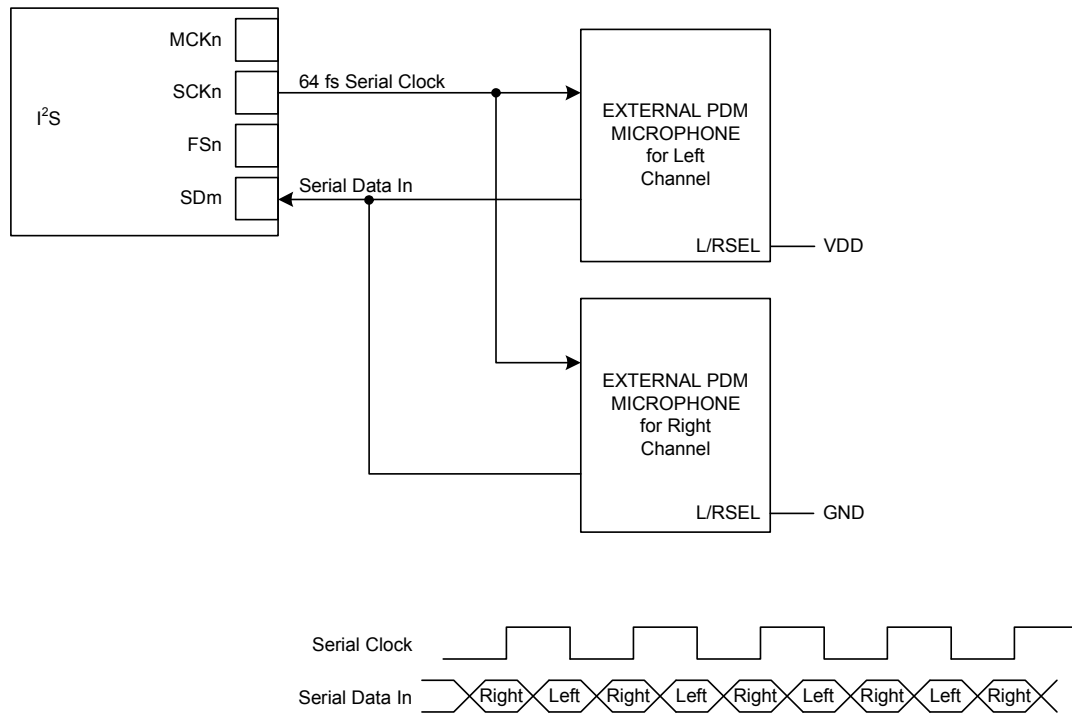 MCKn
SCKn
I²S
FSn
SDm
64 fs Serial Clock
Serial Data In
EXTERNAL PDM
MICROPHONE
for Left
Channel
L/RSEL
VDD
EXTERNAL PDM
MICROPHONE
for Right
Channel
L/RSEL
GND
Serial Clock
Serial Data In Right Left Right Left Right Left Right Left Right